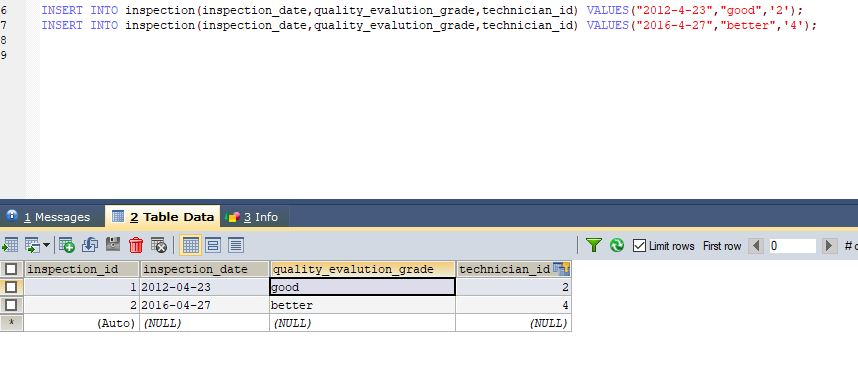 6 INSERT INTO inspection(inspection_date,quality_evalution_grade,technician_id) VALUES("2012-4-23","good",'2');
7 INSERT INTO inspection(inspection_date,quality_evalution_grade,technician_id) VALUES("2016-4-27","better",'4');
8
9
1 Messages 2 Table Data 3 Info
Limit rows First row 0
inspection_id inspection_date quality_evalution_grade technician_id
1 2012-04-23 good 2
2 2016-04-27 better 4
* (Auto) (NULL) (NULL) (NULL)